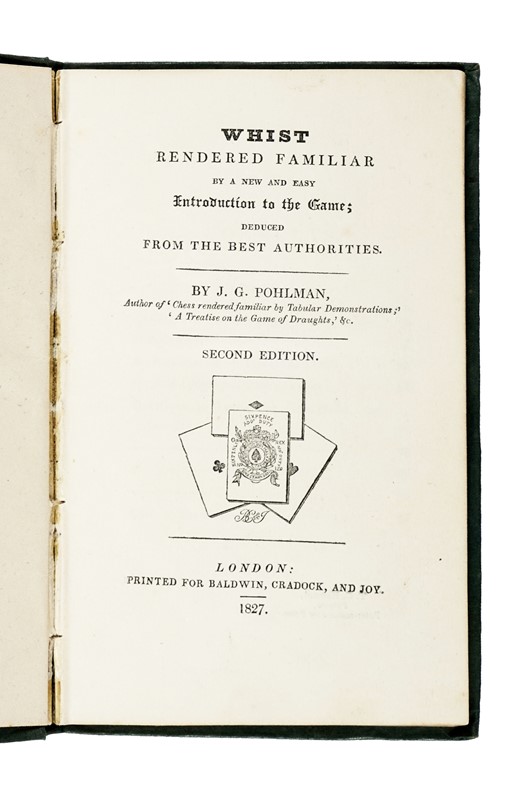 WHIST
RENDERED FAMILIAR
BY A NEW AND EASY
Introduction to the Game;
DEDUCED
FROM THE BEST AUTHORITIES.
BY J. G. POHLMAN,
Author of ‘Chess rendered familiar by Tabular Demonstrations;’
‘A Treatise on the Game of Draughts,’ &c.
SECOND EDITION.
SIXPENCE
ADDL DUTY
LONDON:
PRINTED FOR BALDWIN, CRADOCK, AND JOY.
1827.